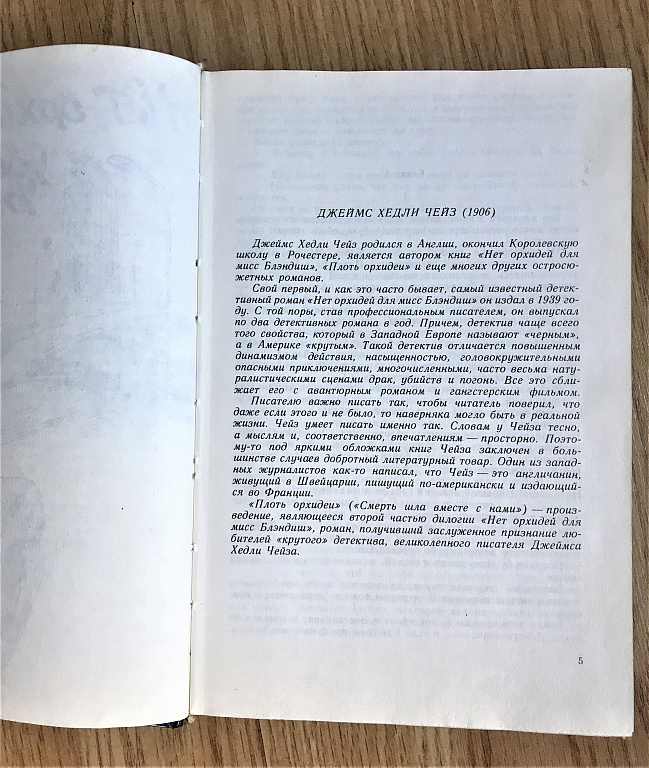 ДЖЕЙМС ХЕДЛИ ЧЕЙЗ (1906)
Джеймс Хедли Чейз родился в Англии, окончил Королевскую
школу в Рочестере, является автором книг «Нет орхидей для
мисс Блэндиш», «Плоть орхидеи» и еще многих других остросю-
жетных романов.
Свой первый, и как это часто бывает, самый известный детек-
тивный роман «Нет орхидей для мисс Блэндиш» он издал в 1939 го-
ду. С той поры, став профессиональным писателем, он выпускал
по два детективных романа в год. Причем, детектив чаще всего
того свойства, который в Западной Европе называют «черным»,
а в Америке «крутым». Такой детектив отличается повышенным
динамизмом действия, насыщенностью, головокружительными
опасными приключениями, многочисленными, часто весьма нату-
ралистическими сценами драк, убийств и погонь. Все это сбли-
жает его с авантюрным романом и гангстерским фильмом.
Писателю важно писать так, чтобы читатель поверил, что
даже если этого и не было, то наверняка могло быть в реальной
жизни. Чейз умеет писать именно так. Словам у Чейза тесно,
а мыслям и, соответственно, впечатлениям — просторно. Поэто-
му-то под яркими обложками книг Чейза заключен в боль-
шинстве случаев добротный литературный товар. Один из запад-
ных журналистов как-то написал, что Чейз — это англичанин,
живущий в Швейцарии, пишущий по-американски и издающий-
ся во Франции.
«Плоть орхидеи» («Смерть шла вместе с нами») — произ-
ведение, являющееся второй частью дилогии «Нет орхидей для
мисс Блэндиш», роман, получивший заслуженное признание лю-
бителей «крутого» детектива, великолепного писателя Джеймса
Хедли Чейза.
5